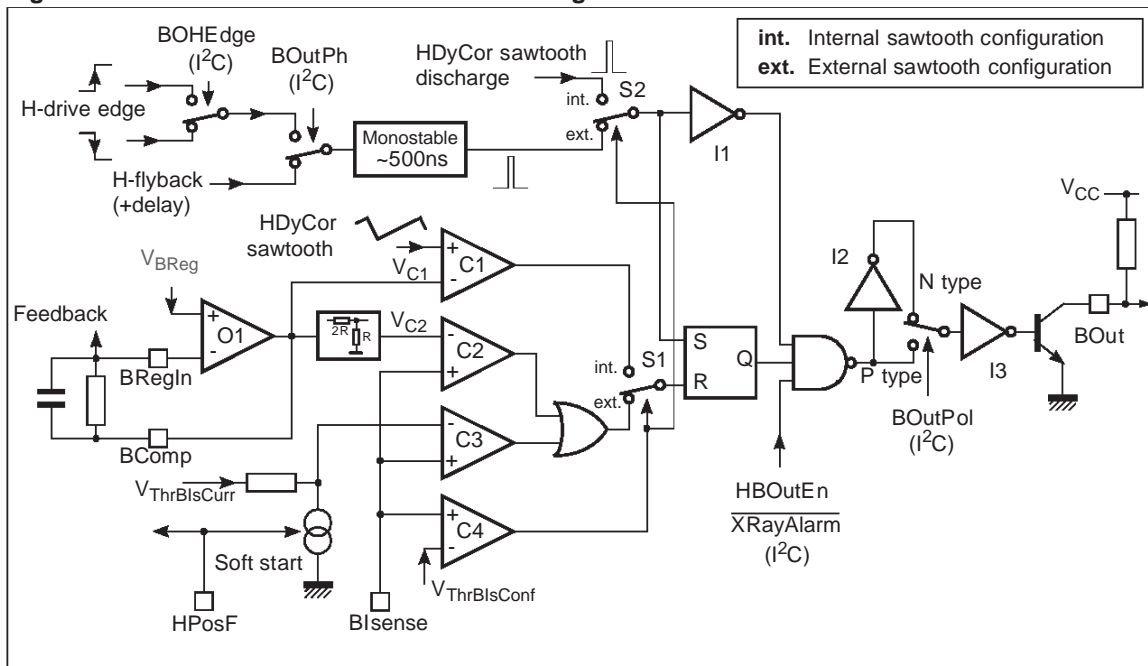 BOHEdge
(I²C)
BOutPh
(I²C)
H-drive edge
H-flyback
(+delay)
Monostable
~500ns
HDyCor sawtooth
discharge
int.
ext.
S2
int. Internal sawtooth configuration
ext. External sawtooth configuration
I1
VCC
HDyCor
sawtooth
VC1
+
-
C1
VBReg
Feedback
+
-
O1
BRegIn
BComp
2R
R
VC2
-
+
C2
-
+
C3
+
-
C4
int.
ext.
S1
S
R
Q
I2
N type
P type
I3
BOut
BOutPol
(I²C)
HBOutEn
XRayAlarm
(I²C)
VThrBIsCurr
Soft start
HPosF
BIsense
VThrBIsConf